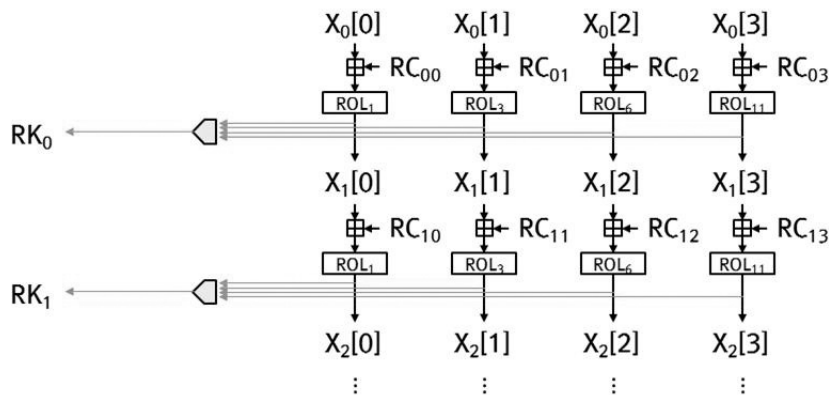 X₀[0] X₀[1] X₀[2] X₀[3]
RC₀₀ RC₀₁ RC₀₂ RC₀₃
ROL₁ ROL₃ ROL₆ ROL₁₁
RK₀
X₁[0] X₁[1] X₁[2] X₁[3]
RC₁₀ RC₁₁ RC₁₂ RC₁₃
ROL₁ ROL₃ ROL₆ ROL₁₁
RK₁
X₂[0] X₂[1] X₂[2] X₂[3]
⋮ ⋮ ⋮ ⋮